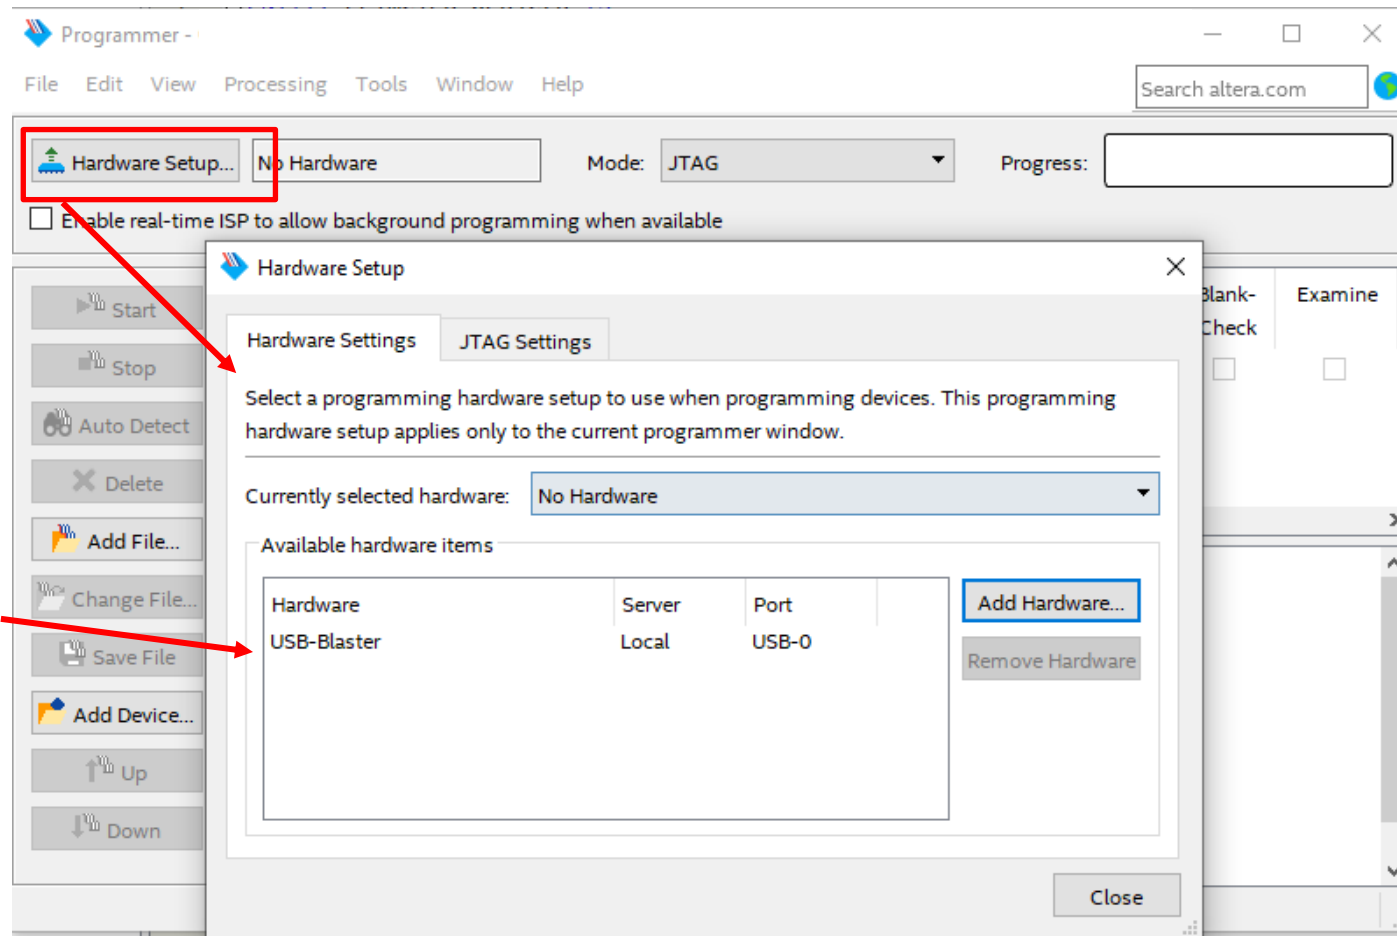 Programmer -
File Edit View Processing Tools Window Help
Search altera.com
Hardware Setup... No Hardware Mode: JTAG Progress:
Enable real-time ISP to allow background programming when available
Hardware Setup
Start
Stop
Auto Detect
Delete
Add File...
Change File...
Save File
Add Device...
Up
Down
Hardware Settings JTAG Settings
Select a programming hardware setup to use when programming devices. This programming
hardware setup applies only to the current programmer window.
Currently selected hardware: No Hardware
Available hardware items
Hardware Server Port
USB-Blaster Local USB-0
Add Hardware...
Remove Hardware
Close
Blank- Examine
Check